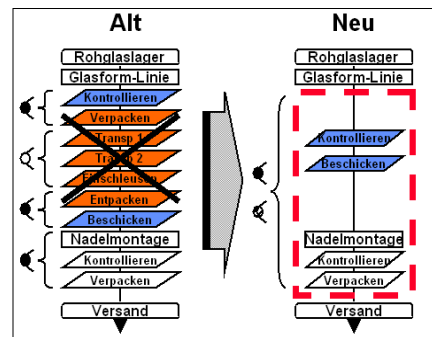 Alt
Rohglaslager
Glasform-Linie
Kontrollieren
Verpacken
Transp 1
Transp 2
Einschleusen
Entpacken
Beschicken
Nadelmontage
Kontrollieren
Verpacken
Versand
Neu
Rohglaslager
Glasform-Linie
Kontrollieren
Beschicken
Nadelmontage
Kontrollieren
Verpacken
Versand